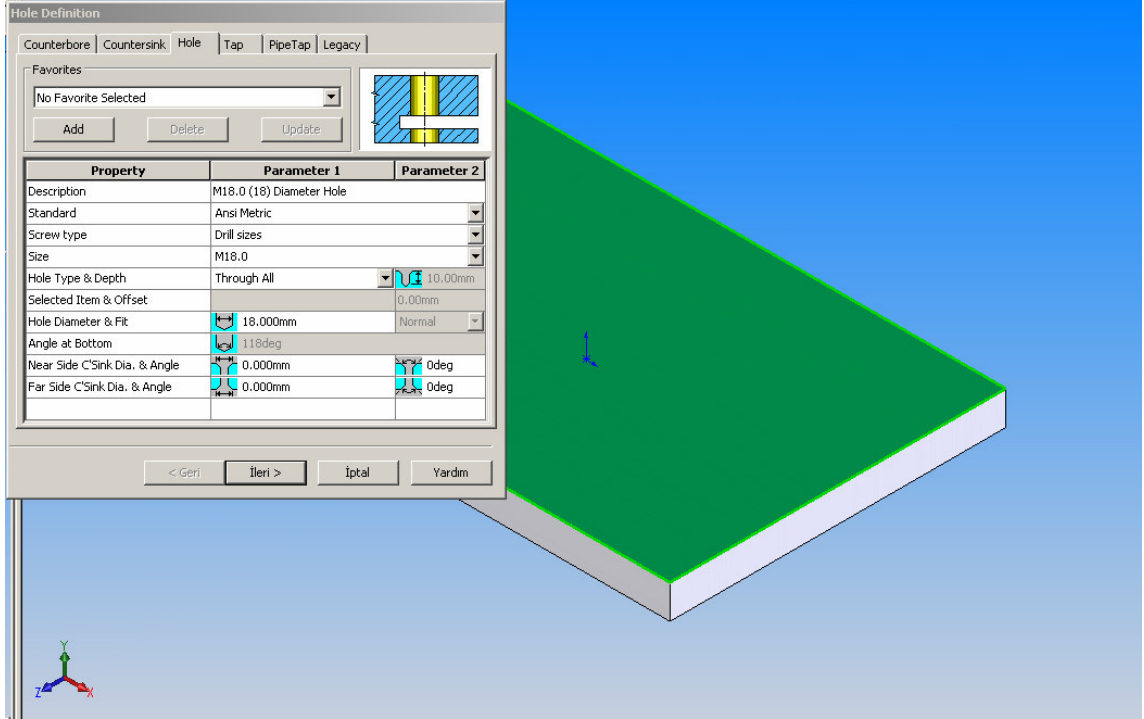 Hole Definition
Counterbore Countersink Hole Tap PipeTap Legacy
Favorites
No Favorite Selected
Add Delete Update
Property Parameter 1 Parameter 2
Description M18.0 (18) Diameter Hole
Standard Ansi Metric
Screw type Drill sizes
Size M18.0
Hole Type & Depth Through All 10.00mm
Selected Item & Offset 0.00mm
Hole Diameter & Fit 18.000mm Normal
Angle at Bottom 118deg
Near Side C'Sink Dia. & Angle 0.000mm 0deg
Far Side C'Sink Dia. & Angle 0.000mm 0deg
< Geri İleri > İptal Yardım
Y
Z X